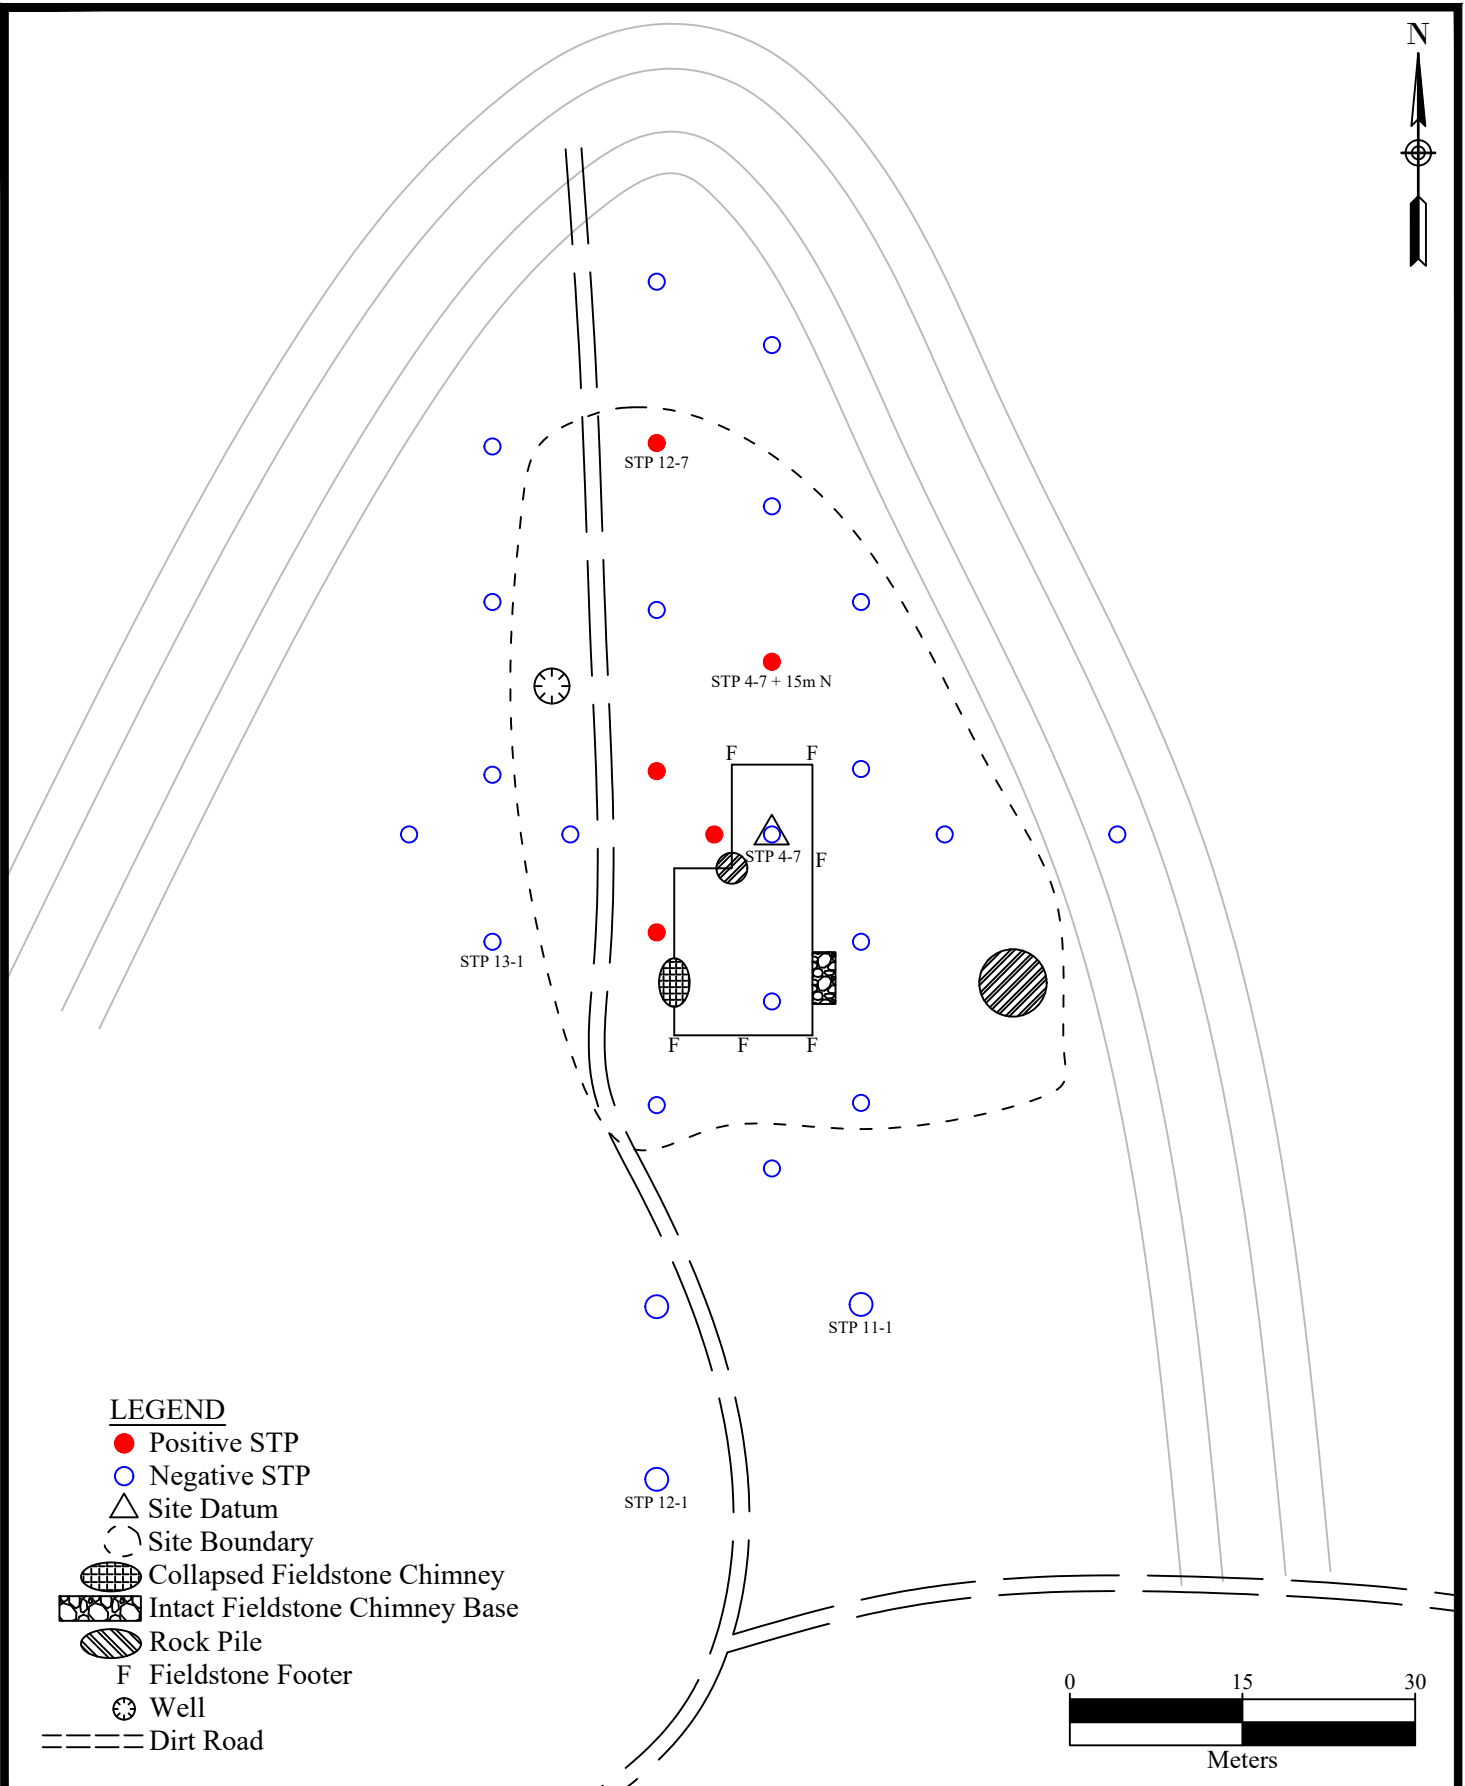 N
STP 12-7
STP 4-7 + 15m N
F F
STP 4-7
F
STP 13-1
F F F
STP 11-1
STP 12-1
LEGEND
Positive STP
Negative STP
Site Datum
Site Boundary
Collapsed Fieldstone Chimney
Intact Fieldstone Chimney Base
Rock Pile
F Fieldstone Footer
Well
Dirt Road
0 15 30
Meters